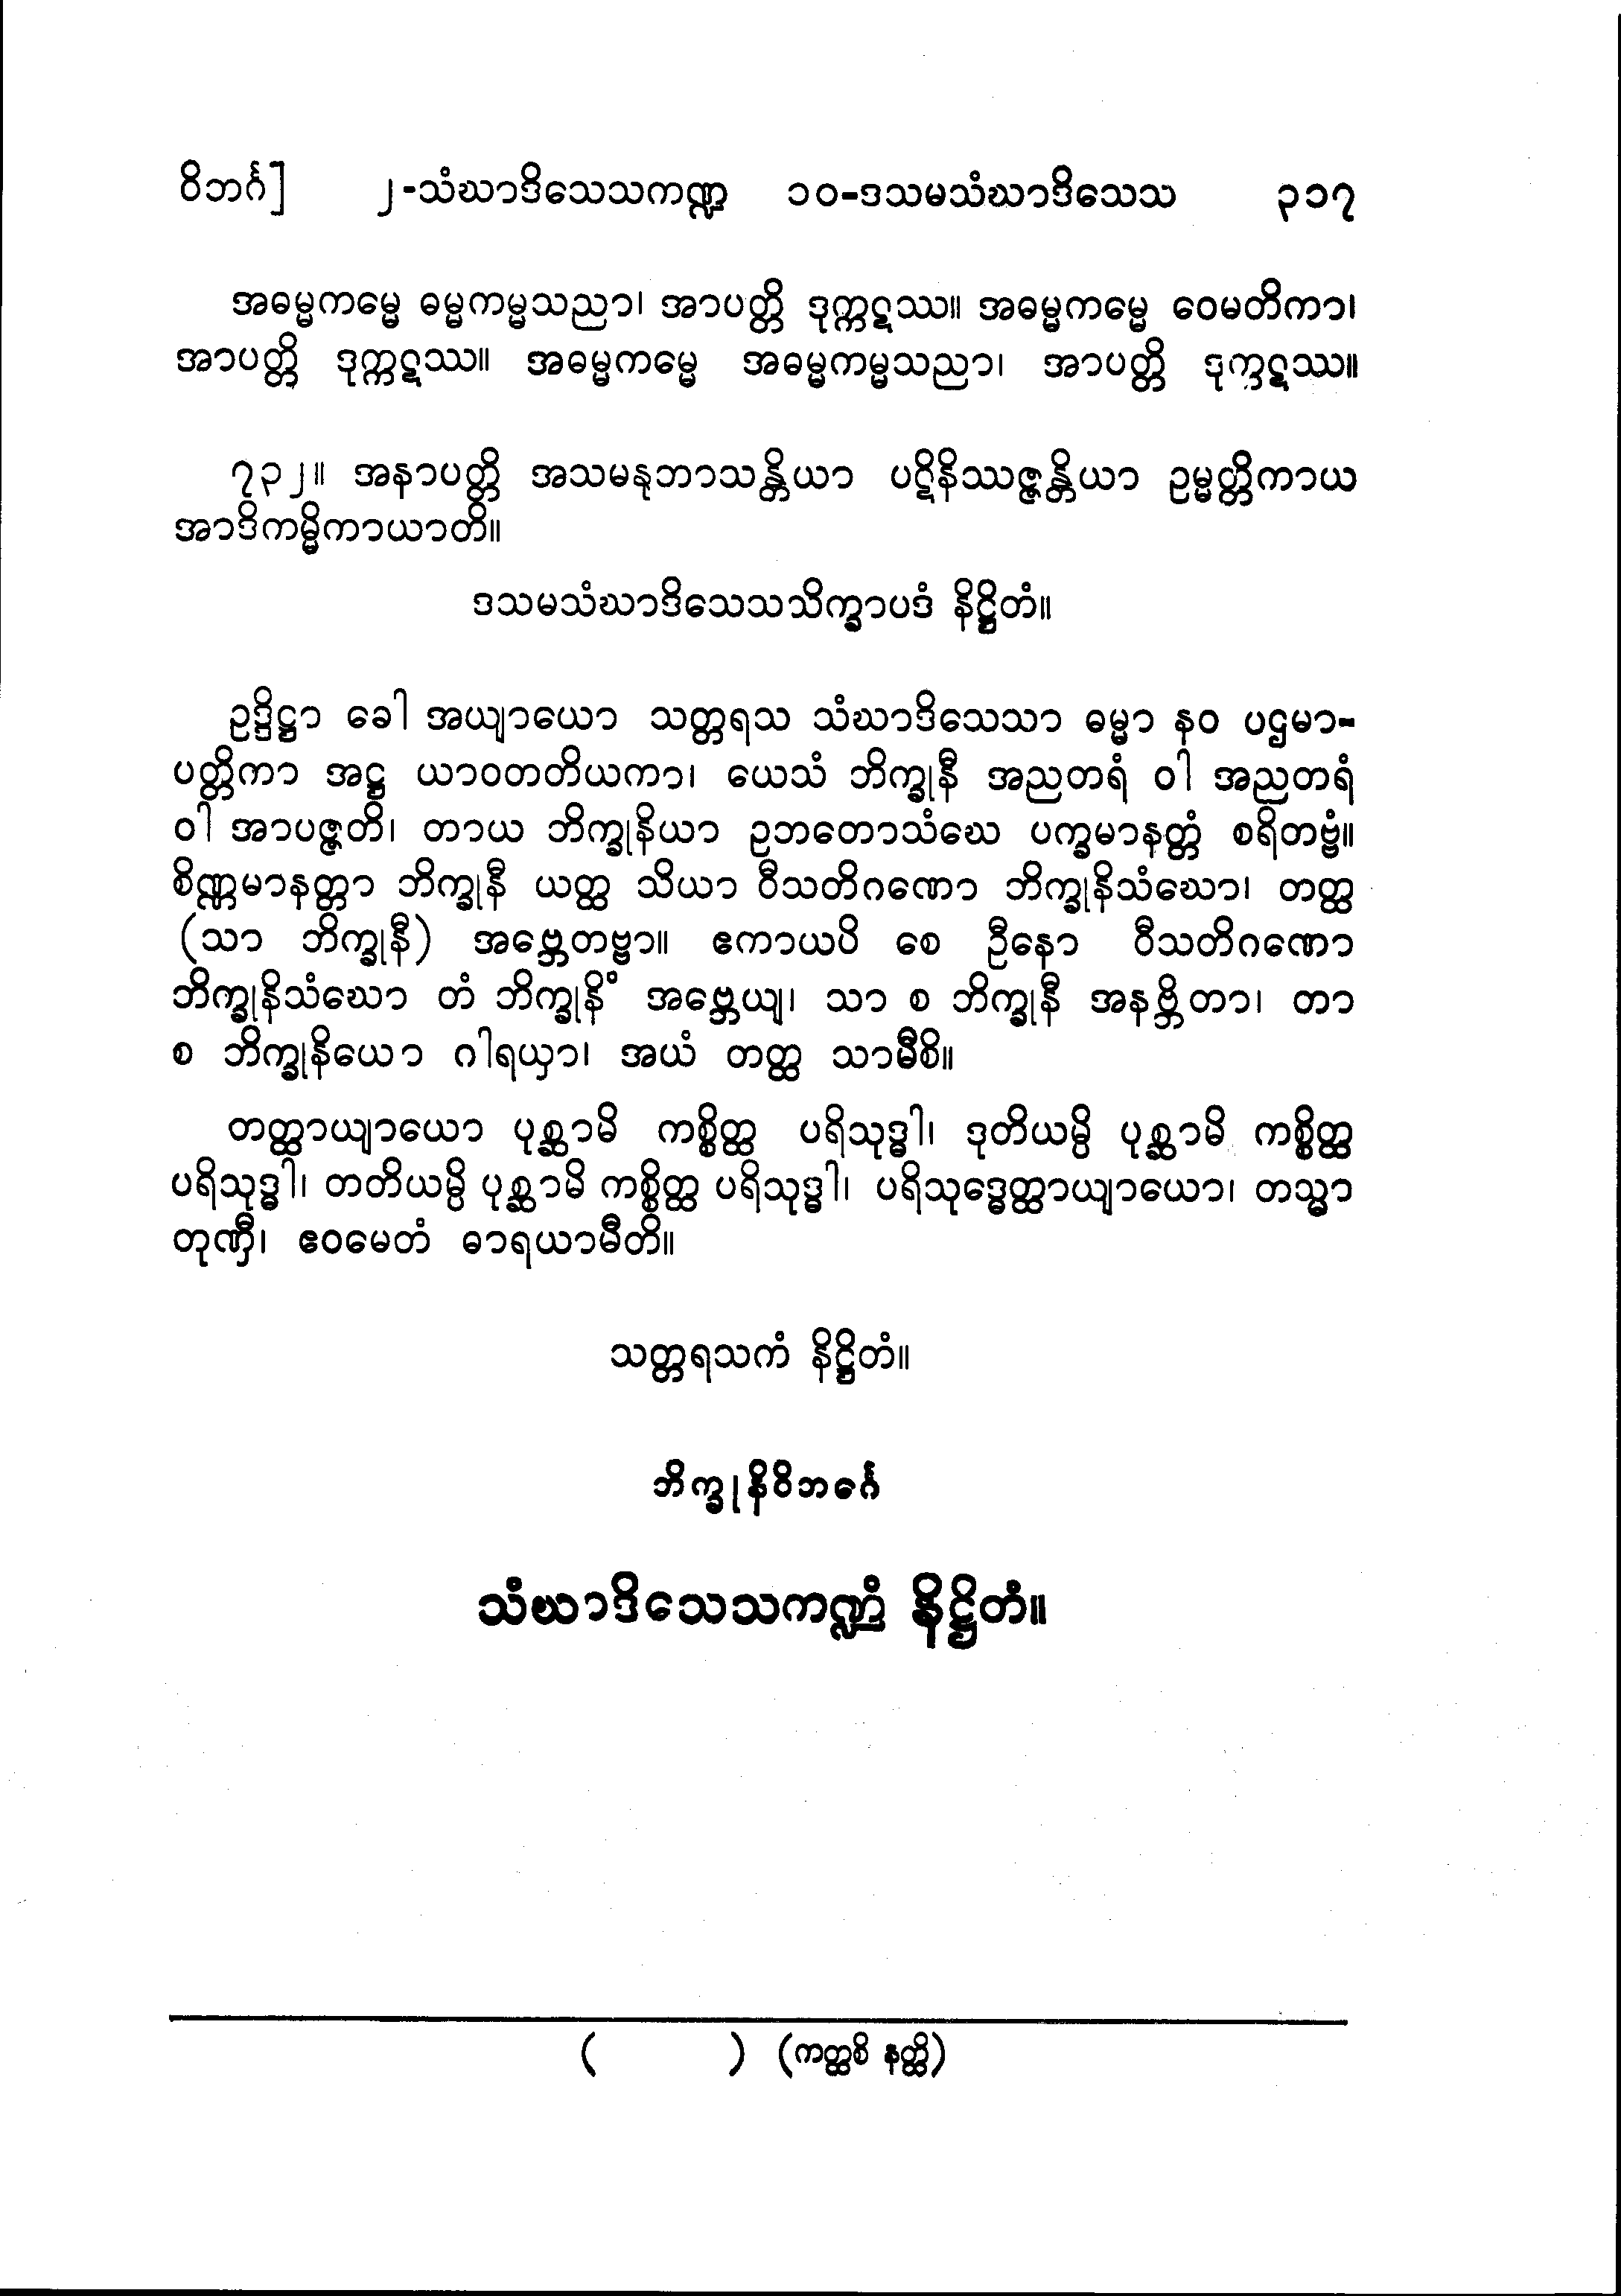 ဝိဘင်္ဂ] ၂-သံဃာဒိသေသကဏ္ဍ ၁၀-ဒသမသံဃာဒိသေသ ၃၁၇
အဓမ္မကမ္မေ ဓမ္မကမ္မသညာ၊ အာပတ္တိ ဒုက္ကဋဿ။ အဓမ္မကမ္မေ ဝေမတိကာ၊
အာပတ္တိ ဒုက္ကဋဿ။ အဓမ္မကမ္မေ အဓမ္မကမ္မသညာ၊ အာပတ္တိ ဒုက္ကဋဿ။
၇၃၂။ အနာပတ္တိ အသမနုဘာသန္တိယာ ပဋိနိဿဇ္ဇန္တိယာ ဥမ္မတ္တိကာယ
အာဒိကမ္မိကာယာတိ။
ဒသမသံဃာဒိသေသသိက္ခာပဒံ နိဋ္ဌိတံ။
ဥဒ္ဒိဋ္ဌာ ခေါ အယျာယော သတ္တရသ သံဃာဒိသေသာ ဓမ္မာ နဝ ပဌမာ-
ပတ္တိကာ အဋ္ဌ ယာဝတတိယကာ၊ ယေသံ ဘိက္ခုနီ အညတရံ ဝါ အညတရံ
ဝါ အာပဇ္ဇတိ၊ တာယ ဘိက္ခုနိယာ ဥဘတောသံဃေ ပက္ခမာနတ္တံ စရိတဗ္ဗံ။
စိဏ္ဏမာနတ္တာ ဘိက္ခုနီ ယတ္ထ သိယာ ဝီသတိဂဏော ဘိက္ခုနိသံဃော၊ တတ္ထ
(သာ ဘိက္ခုနီ) အဗ္ဘေတဗ္ဗာ။ ဧကာယပိ စေ ဦနော ဝီသတိဂဏော
ဘိက္ခုနိသံဃော တံ ဘိက္ခုနိံ အဗ္ဘေယျ၊ သာ စ ဘိက္ခုနီ အနဗ္ဘိတာ၊ တာ
စ ဘိက္ခုနိယော ဂါရယှာ၊ အယံ တတ္ထ သာမီစိ။
တတ္ထာယျာယော ပုစ္ဆာမိ ကစ္စိတ္ထ ပရိသုဒ္ဓါ၊ ဒုတိယမ္ပိ ပုစ္ဆာမိ ကစ္စိတ္ထ
ပရိသုဒ္ဓါ၊ တတိယမ္ပိ ပုစ္ဆာမိ ကစ္စိတ္ထ ပရိသုဒ္ဓါ၊ ပရိသုဒ္ဓေတ္ထာယျာယော၊ တသ္မာ
တုဏှီ၊ ဧဝမေတံ ဓာရယာမီတိ။
သတ္တရသကံ နိဋ္ဌိတံ။
ဘိက္ခုနိဝိဘင်္ဂေ
သံဃာဒိသေသကဏ္ဍံ နိဋ္ဌိတံ။
( ) (ကတ္ထစိ နတ္ထိ)